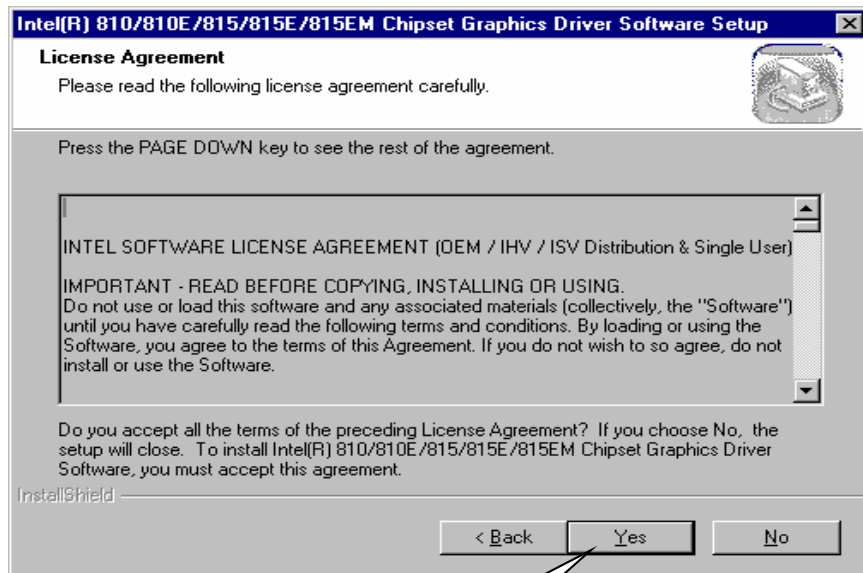 Intel(R) 810/810E/815/815E/815EM Chipset Graphics Driver Software Setup
License Agreement
Please read the following license agreement carefully.
Press the PAGE DOWN key to see the rest of the agreement.
INTEL SOFTWARE LICENSE AGREEMENT (OEM / IHV / ISV Distribution & Single User)
IMPORTANT - READ BEFORE COPYING, INSTALLING OR USING.
Do not use or load this software and any associated materials (collectively, the "Software")
until you have carefully read the following terms and conditions. By loading or using the
Software, you agree to the terms of this Agreement. If you do not wish to so agree, do not
install or use the Software.
Do you accept all the terms of the preceding License Agreement? If you choose No, the
setup will close. To install Intel(R) 810/810E/815/815E/815EM Chipset Graphics Driver
Software, you must accept this agreement.
InstallShield
< Back
Yes
No